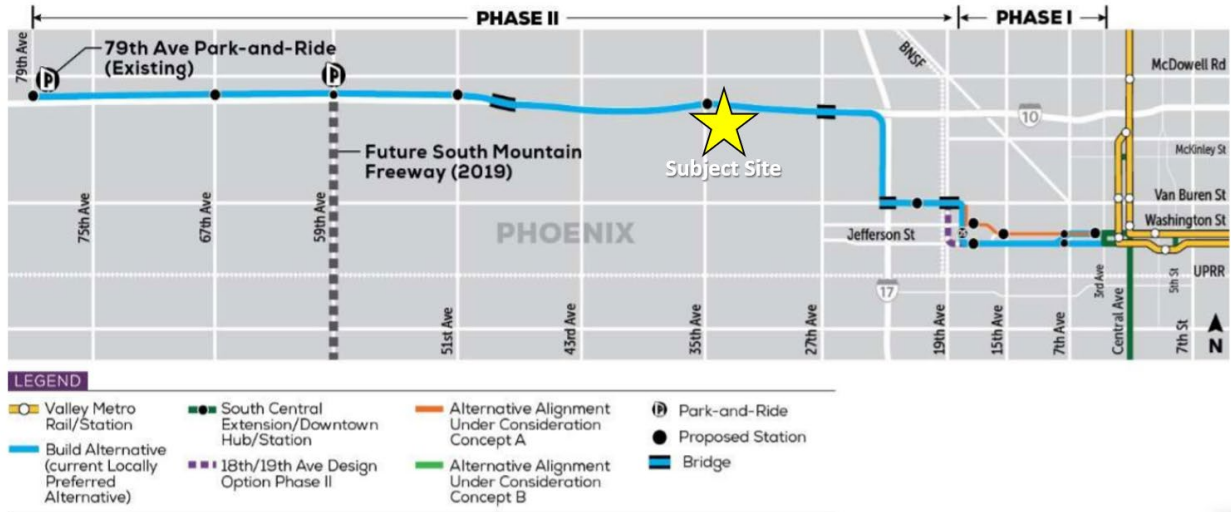 PHASE II
PHASE I
79th Ave
79th Ave Park-and-Ride
(Existing)
P
P
BNSF
McDowell Rd
10
Subject Site
McKinley St
Future South Mountain
Freeway (2019)
75th Ave
67th Ave
59th Ave
Van Buren St
Washington St
PHOENIX
Jefferson St
UPRR
17
3rd Ave
5th St
51st Ave
43rd Ave
35th Ave
27th Ave
19th Ave
15th Ave
7th Ave
Central Ave
7th St
N
LEGEND
Valley Metro
Rail/Station
Build Alternative
(current Locally
Preferred
Alternative)
South Central
Extension/Downtown
Hub/Station
18th/19th Ave Design
Option Phase II
Alternative Alignment
Under Consideration
Concept A
Alternative Alignment
Under Consideration
Concept B
P
Park-and-Ride
Proposed Station
Bridge